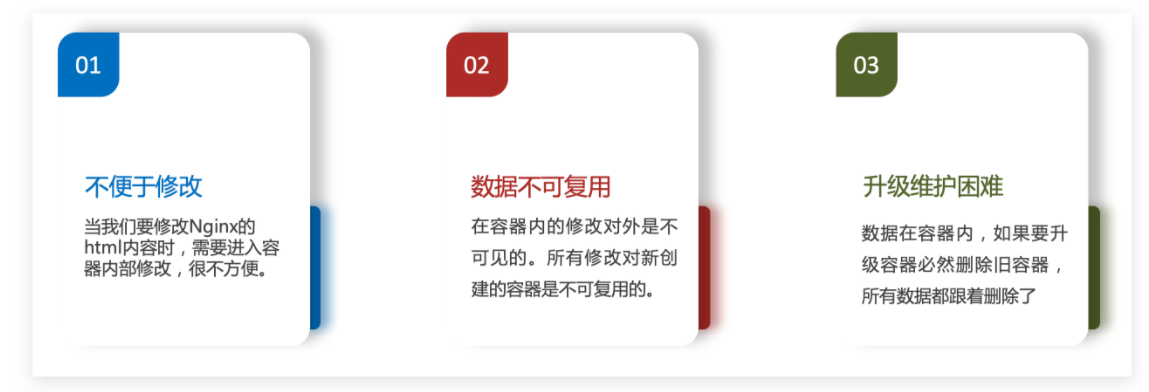 01
不便于修改
当我们要修改Nginx的
html内容时，需要进入容
器内部修改，很不方便。
02
数据不可复用
在容器内的修改对外是不
可见的。所有修改对新创
建的容器是不可复用的。
03
升级维护困难
数据在容器内，如果要升
级容器必然删除旧容器，
所有数据都跟着删除了